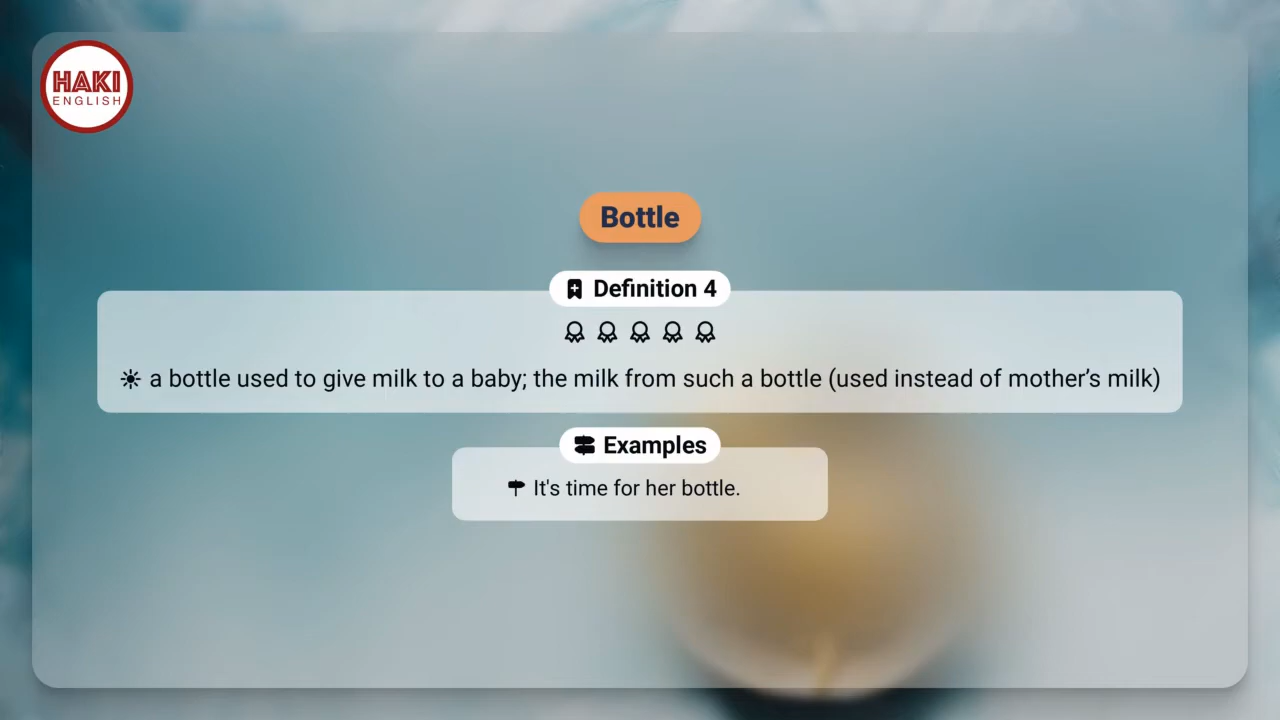 HAKI
ENGLISH
Bottle
Definition 4
a bottle used to give milk to a baby; the milk from such a bottle (used instead of mother’s milk)
Examples
It's time for her bottle.